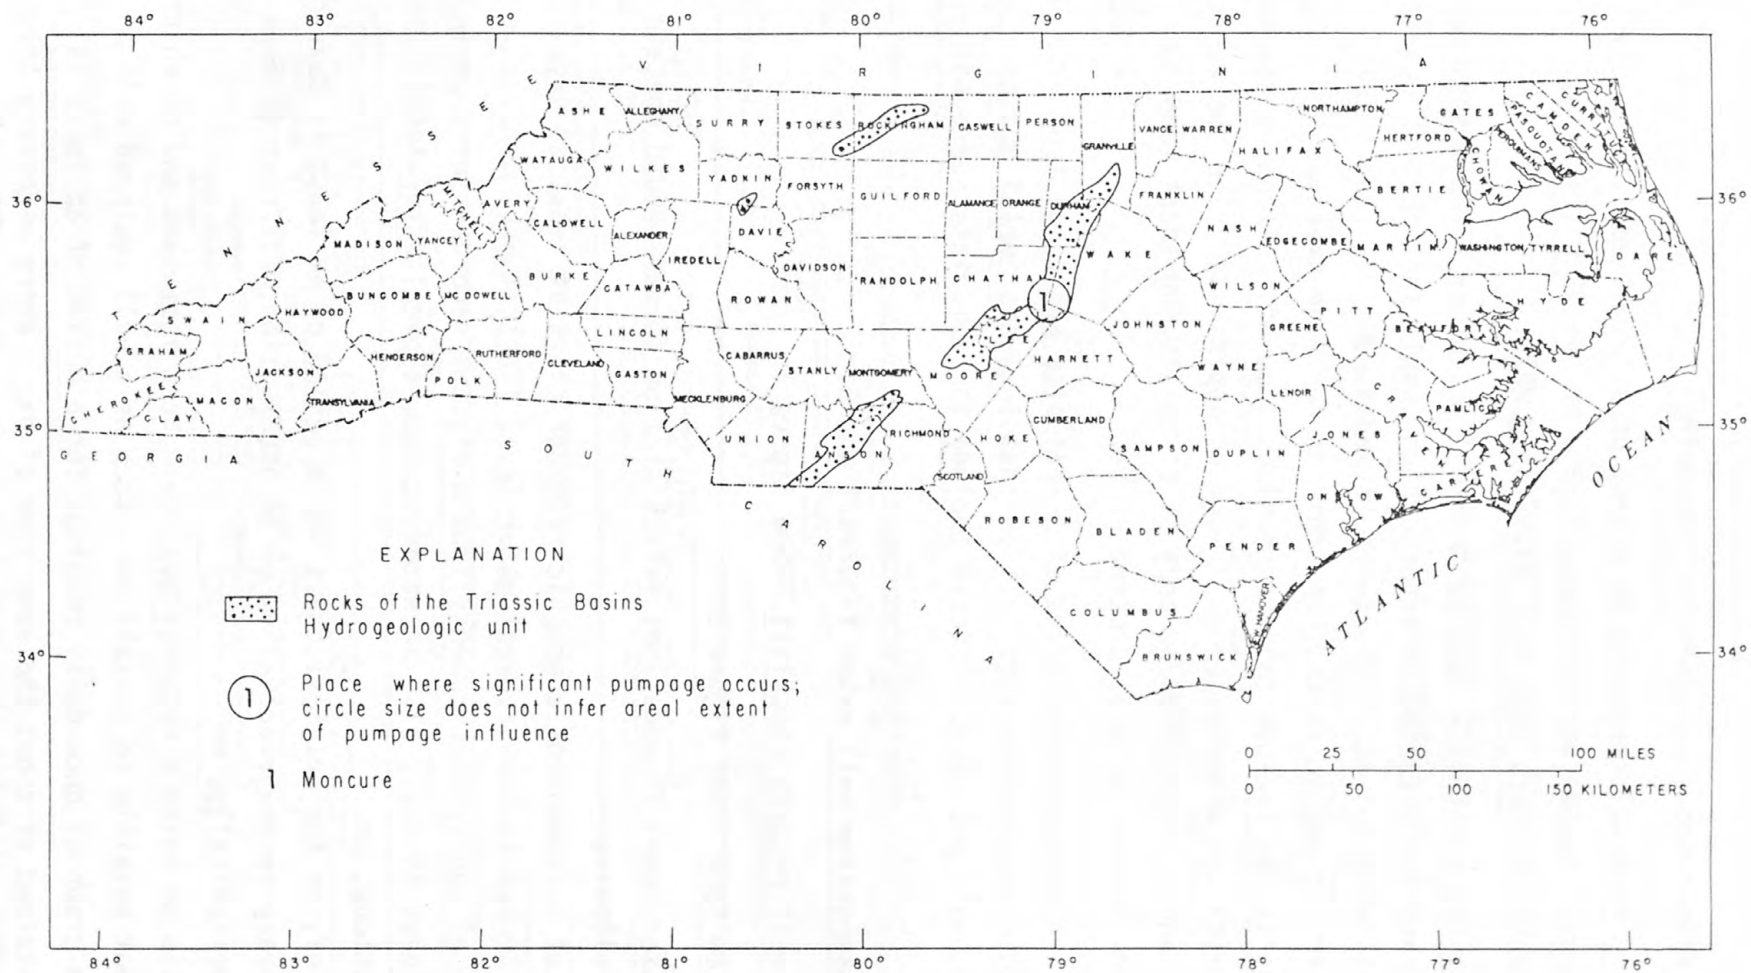 84° 83° 82° 81° 80° 79° 78° 77° 76°
VIRGINIA
TENNESSEE
ASHE ALLEGHANY SURRY STOKES ROCKINGHAM CASWELL PERSON GRANVILLE VANCE WARREN NORTHAMPTON GATES CAMDEN CURRITUCK
HERTFORD PASQUOTANK PERQUIMANS CHOWAN
WATAUGA WILKES YADKIN FORSYTH GUILFORD ALAMANCE ORANGE DURHAM FRANKLIN HALIFAX BERTIE
36° 36°
MITCHELL AVERY CALDWELL ALEXANDER IREDELL DAVIE NASH EDGECOMBE MARTIN WASHINGTON TYRRELL DARE
MADISON YANCEY BURKE CATAWBA ROWAN DAVIDSON RANDOLPH CHATHAM WAKE WILSON PITT BEAUFORT HYDE
SWAIN HAYWOOD BUNCOMBE MC DOWELL LINCOLN 1 LEE JOHNSTON GREENE
GRAHAM JACKSON HENDERSON RUTHERFORD CLEVELAND GASTON CABARRUS STANLY MONTGOMERY MOORE HARNETT WAYNE LENOIR CRAVEN PAMLICO
CHEROKEE CLAY MACON TRANSYLVANIA POLK MECKLENBURG
35° 35°
UNION ANSON RICHMOND HOKE CUMBERLAND SAMPSON DUPLIN JONES CARTERET
GEORGIA
SOUTH CAROLINA
SCOTLAND ROBESON BLADEN PENDER ONSLOW
COLUMBUS NEW HANOVER
BRUNSWICK
34° 34°
ATLANTIC OCEAN
EXPLANATION
Rocks of the Triassic Basins
Hydrogeologic unit
1 Place where significant pumpage occurs;
circle size does not infer areal extent
of pumpage influence
1 Moncure
0 25 50 100 MILES
0 50 100 150 KILOMETERS
84° 83° 82° 81° 80° 79° 78° 77° 76°